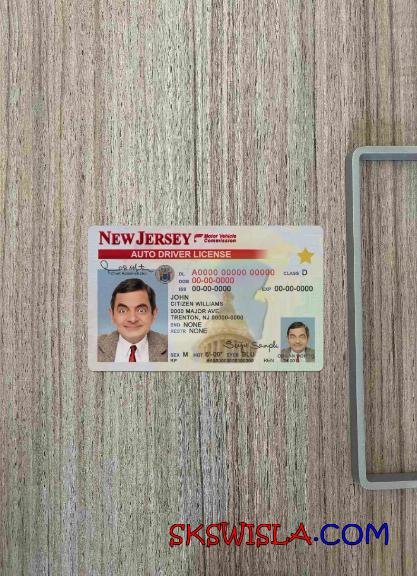 NEW JERSEY Motor Vehicle
Commission
AUTO DRIVER LICENSE
DL A0000 00000 00000 CLASS D
DOB 00-00-0000
ISS 00-00-0000 EXP 00-00-0000
JOHN
CITIZEN WILLIAMS
0000 MAJOR AVE.
TRENTON, NJ 00000-0000
END NONE
RESTR NONE
Sign Sample
SEX M HGT 6'-00" EYES BLU
SKSWISLA.COM